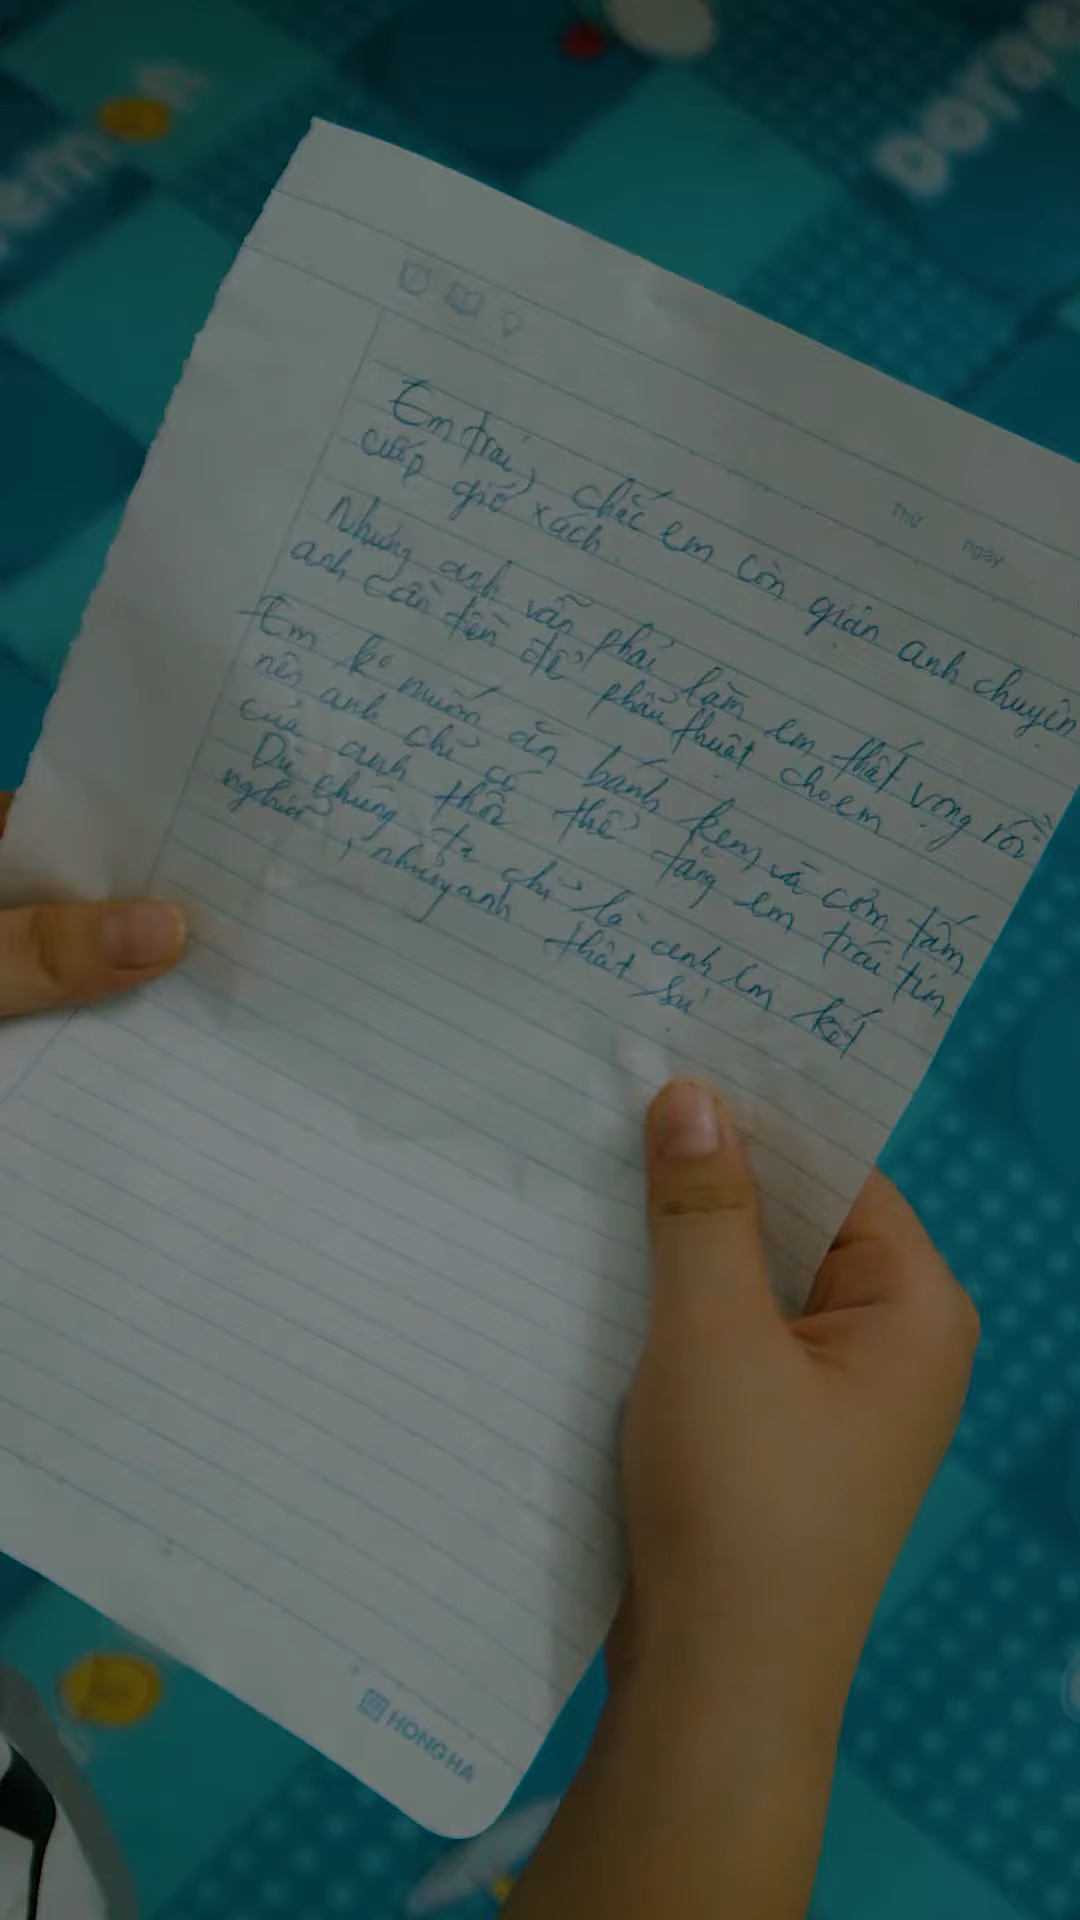 Dora
em
Thứ
ngày
Em trai, chắc em còn giận anh chuyện
cướp giỏ xách.
Nhưng anh vẫn phải làm em thất vọng rồi
anh cần tiền để phẫu thuật cho em.
Em ko muốn ăn bánh kem và cơm tấm
nên anh chỉ có thể tặng em trái tim
của anh thôi
Dù chúng ta chỉ là anh em kết
nghĩa, nhưng anh thật sự
HONG HA